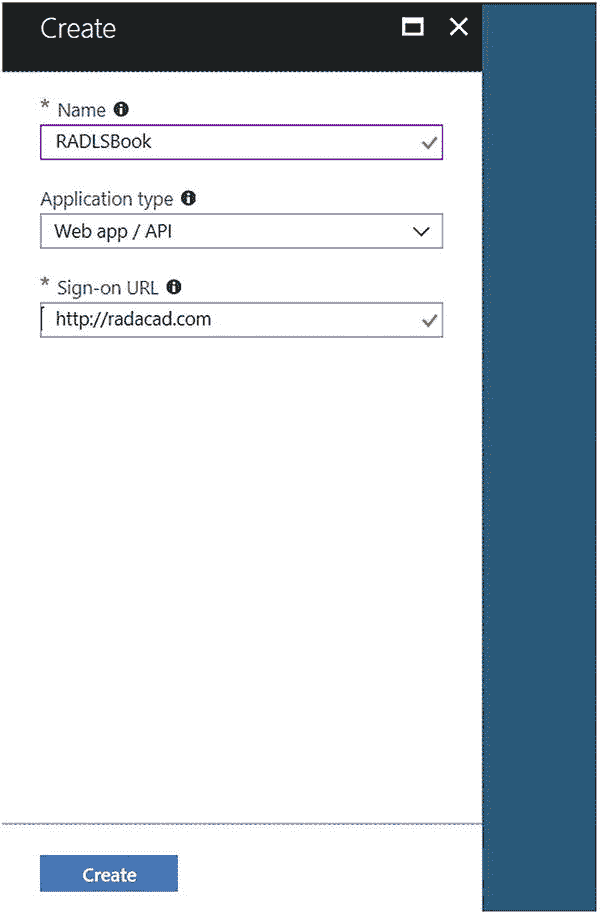 Create
* Name
RADLSBook
Application type
Web app / API
* Sign-on URL
http://radacad.com
Create